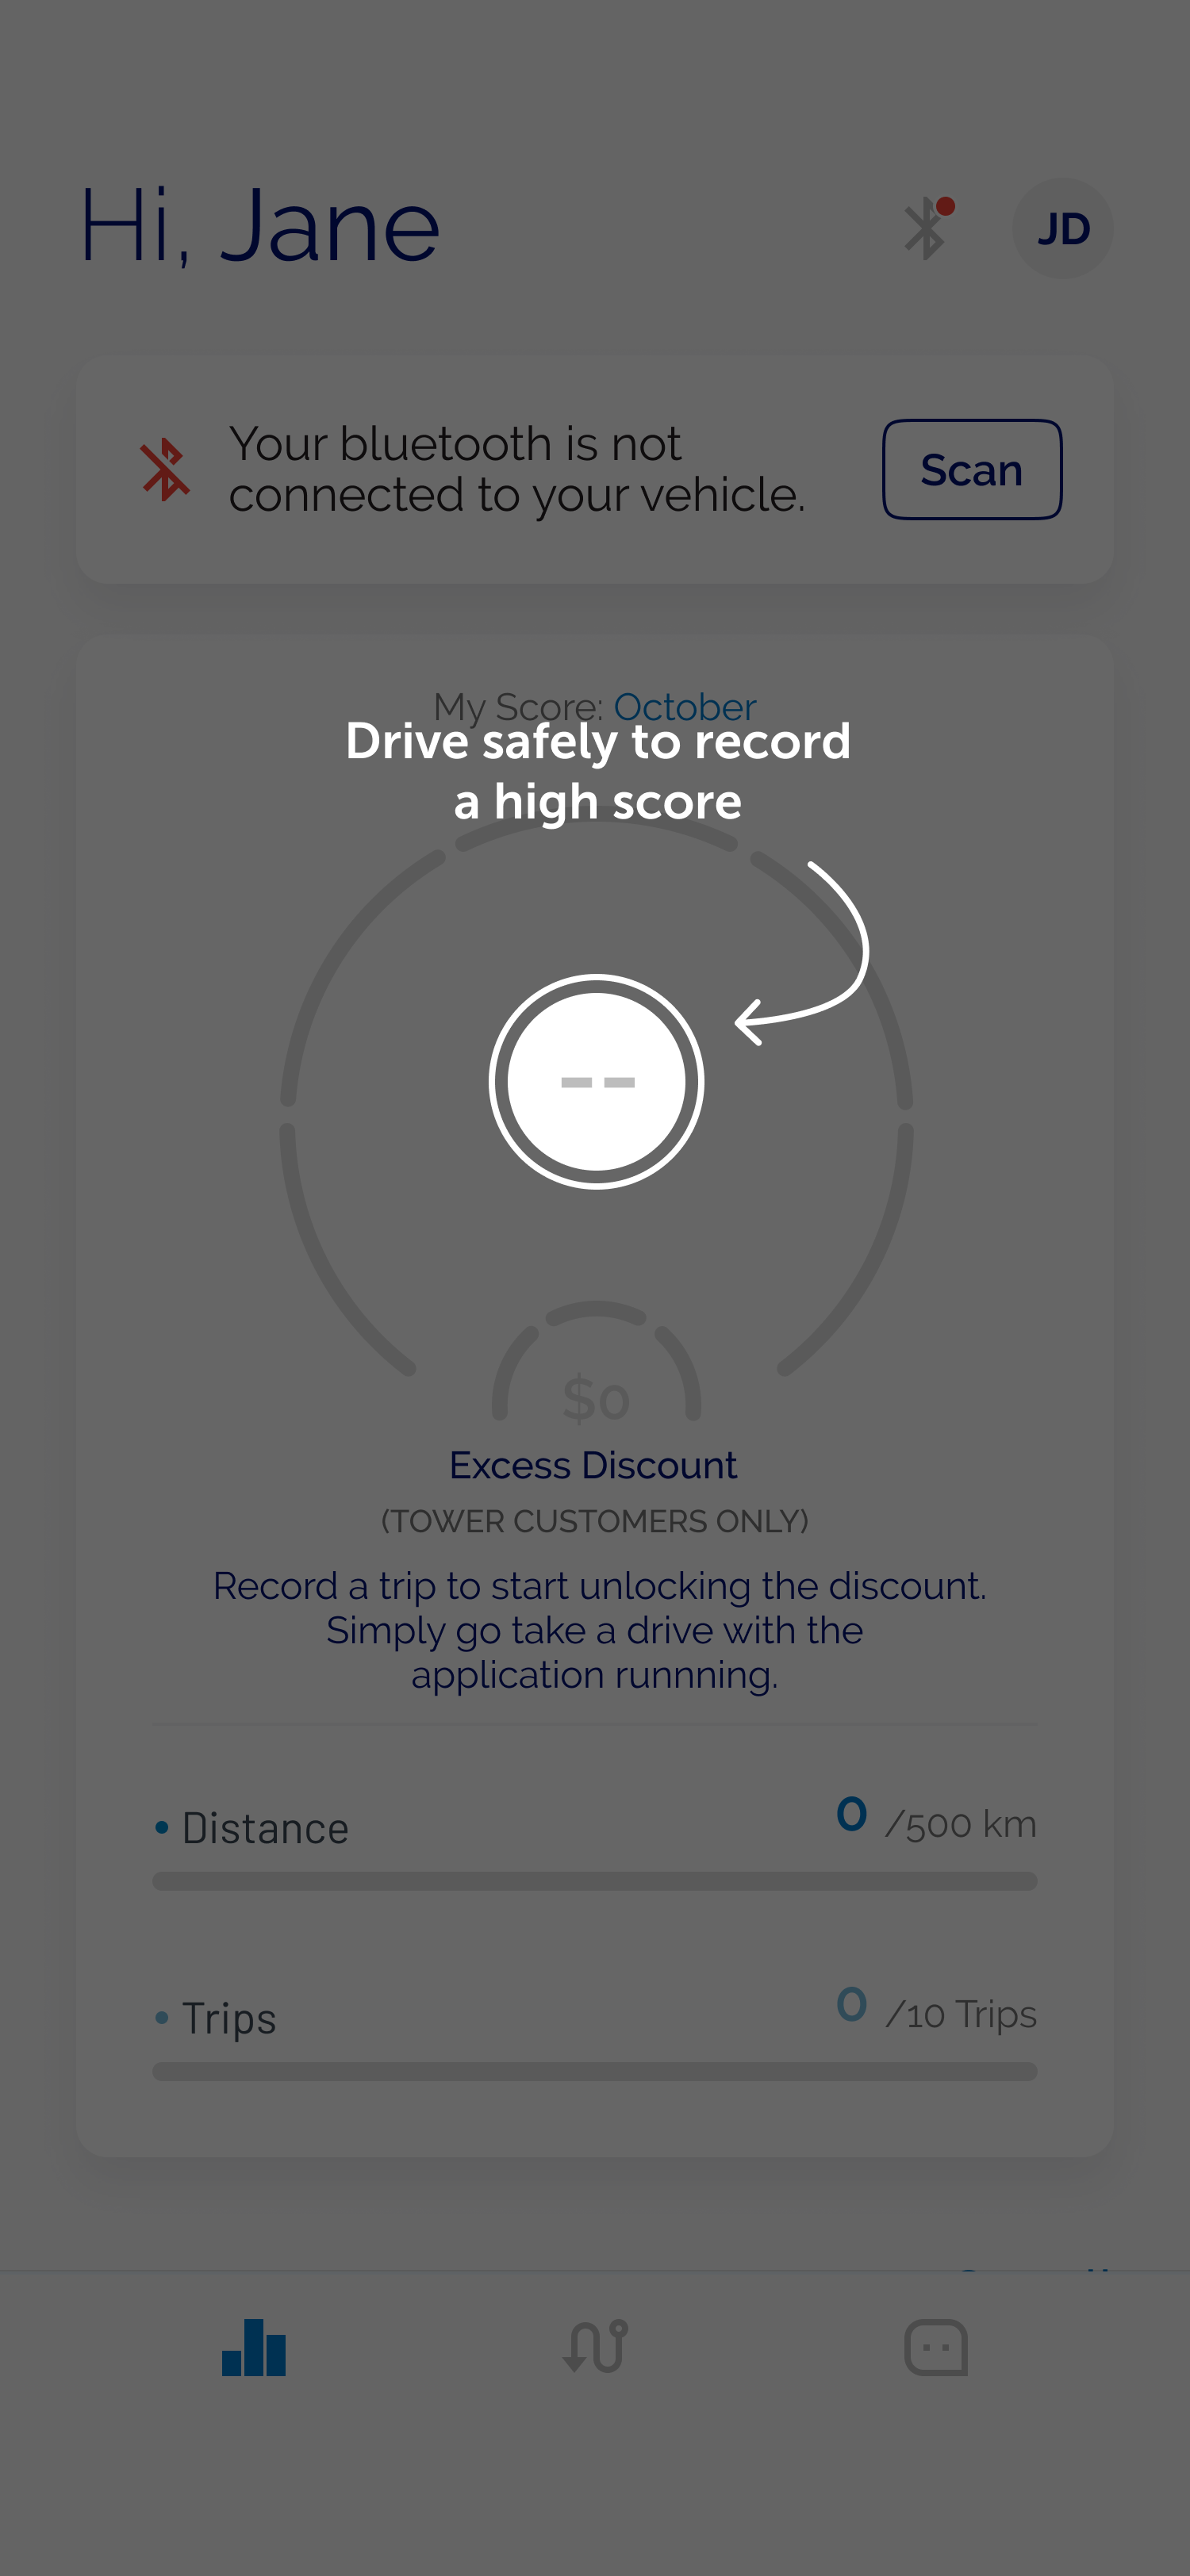 Hi, Jane
JD
Your bluetooth is not
connected to your vehicle.
Scan
My Score: October
Drive safely to record
a high score
--
$0
Excess Discount
(TOWER CUSTOMERS ONLY)
Record a trip to start unlocking the discount.
Simply go take a drive with the
application runnning.
• Distance
0 /500 km
• Trips
0 /10 Trips